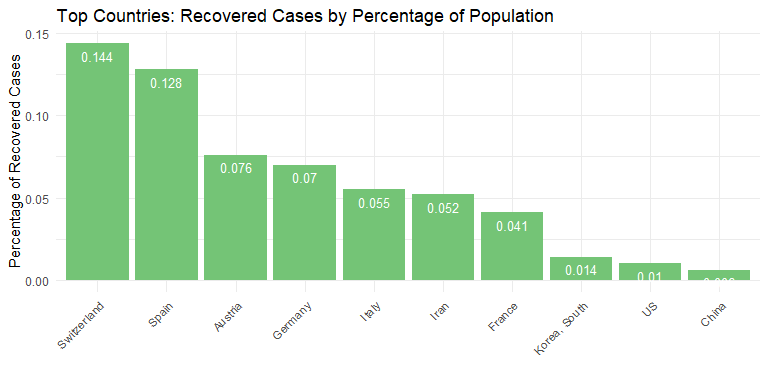 Top Countries: Recovered Cases by Percentage of Population
Percentage of Recovered Cases
0.15
0.10
0.05
0.00
0.144
0.128
0.076
0.07
0.055
0.052
0.041
0.014
0.01
Switzerland
Spain
Austria
Germany
Italy
Iran
France
Korea, South
US
China